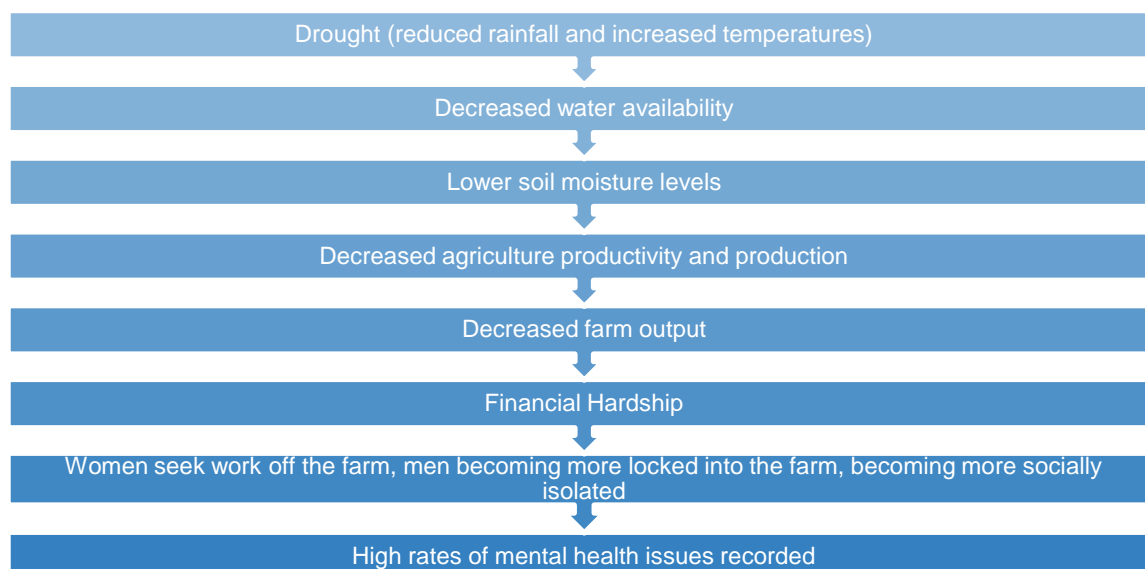 Drought (reduced rainfall and increased temperatures)
Decreased water availability
Lower soil moisture levels
Decreased agriculture productivity and production
Decreased farm output
Financial Hardship
Women seek work off the farm, men becoming more locked into the farm, becoming more socially
isolated
High rates of mental health issues recorded